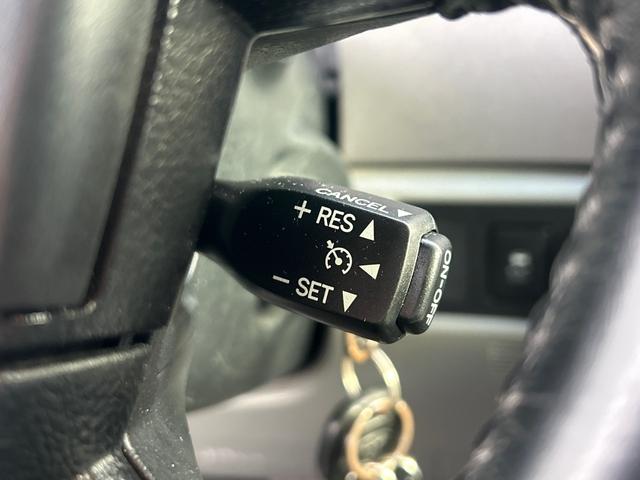 CANCEL ▼
+ RES ▲
◀
− SET ▼
ON-OFF